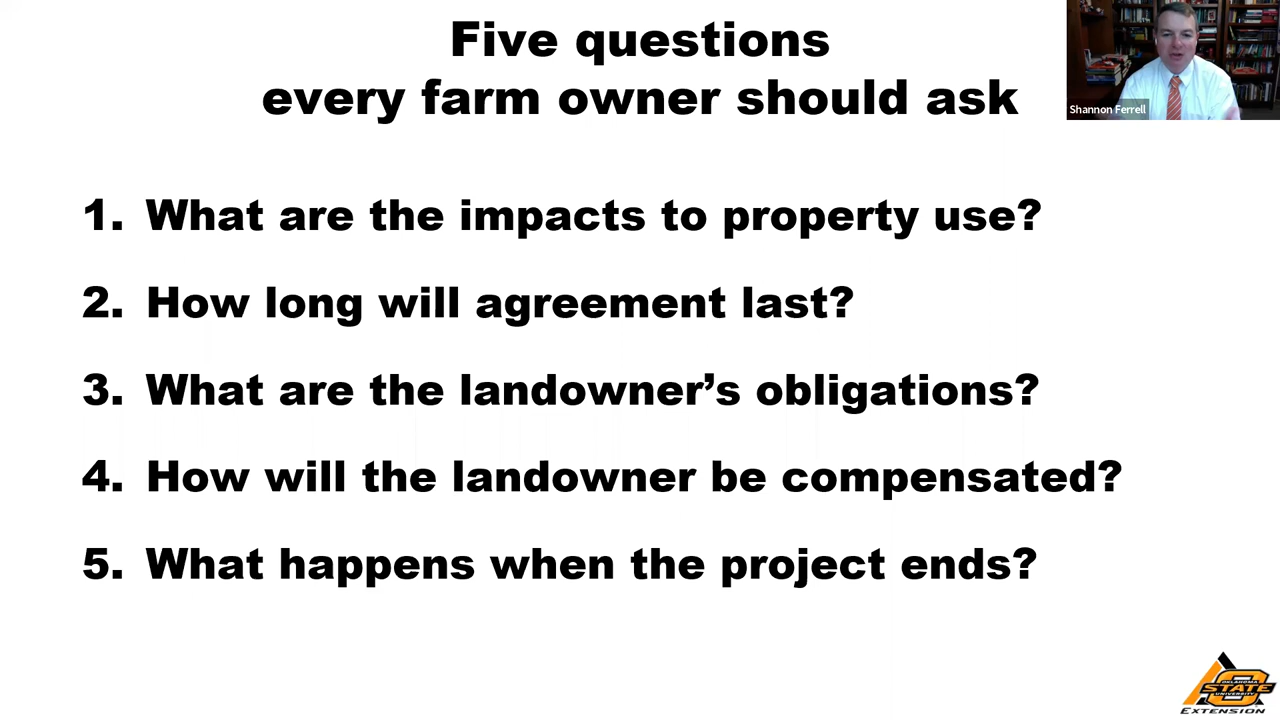 Five questions
every farm owner should ask
Shannon Ferrell
1. What are the impacts to property use?
2. How long will agreement last?
3. What are the landowner’s obligations?
4. How will the landowner be compensated?
5. What happens when the project ends?
OKLAHOMA
STATE
UNIVERSITY
EXTENSION